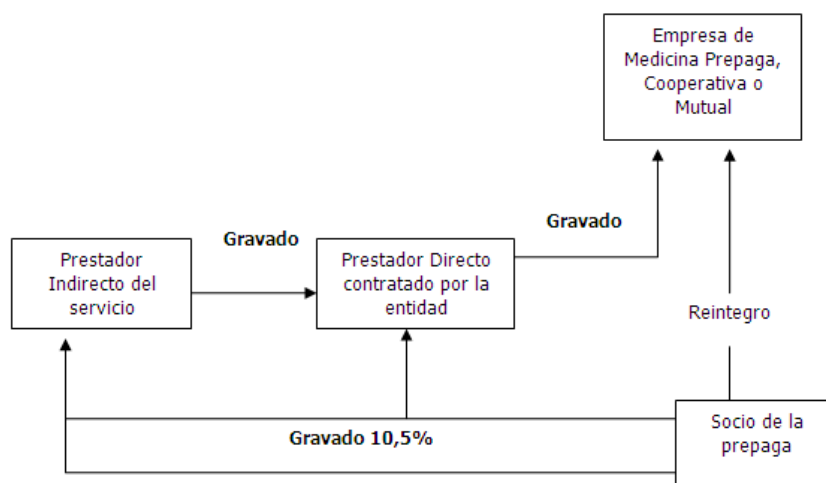 Empresa de
Medicina Prepaga,
Cooperativa o
Mutual
Gravado
Gravado
Prestador
Indirecto del
servicio
Prestador Directo
contratado por la
entidad
Reintegro
Gravado 10,5%
Socio de la
prepaga